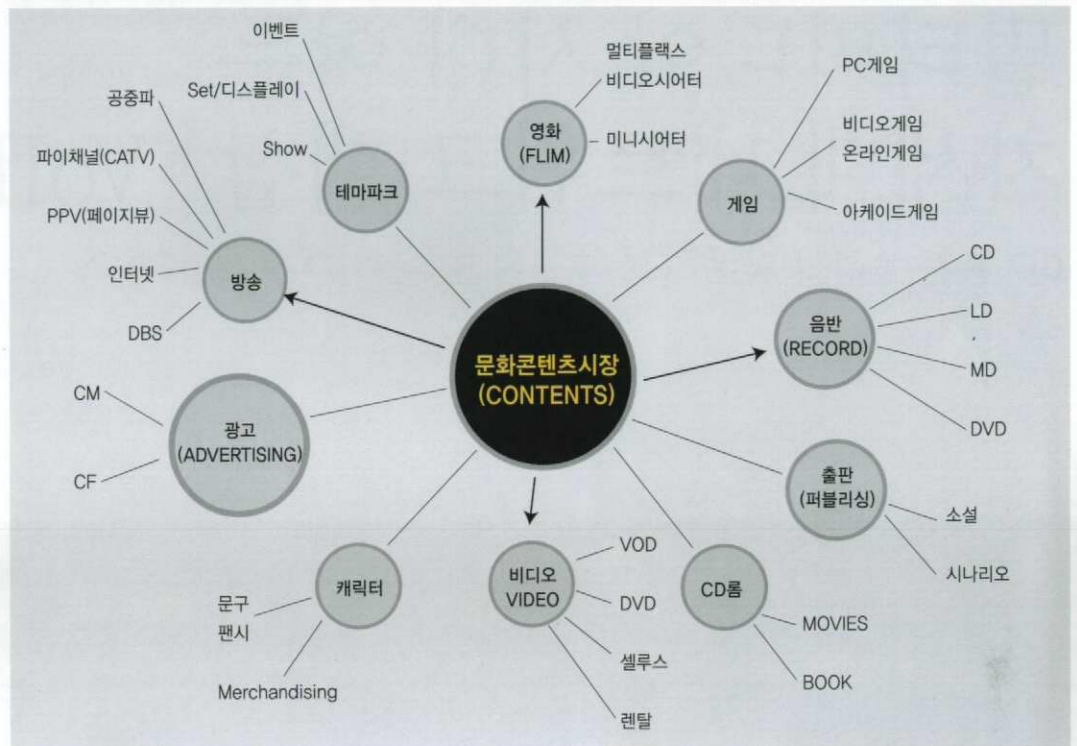 이벤트
Set/디스플레이
Show
테마파크
멀티플랙스
비디오시어터
미니시어터
영화
(FLIM)
PC게임
비디오게임
온라인게임
아케이드게임
게임
공중파
파이채널(CATV)
PPV(페이지뷰)
인터넷
DBS
방송
CD
LD
MD
DVD
음반
(RECORD)
문화콘텐츠시장
(CONTENTS)
CM
CF
광고
(ADVERTISING)
출판
(퍼블리싱)
소설
시나리오
캐릭터
문구
팬시
Merchandising
비디오
VIDEO
VOD
DVD
셀루스
렌탈
CD롬
MOVIES
BOOK